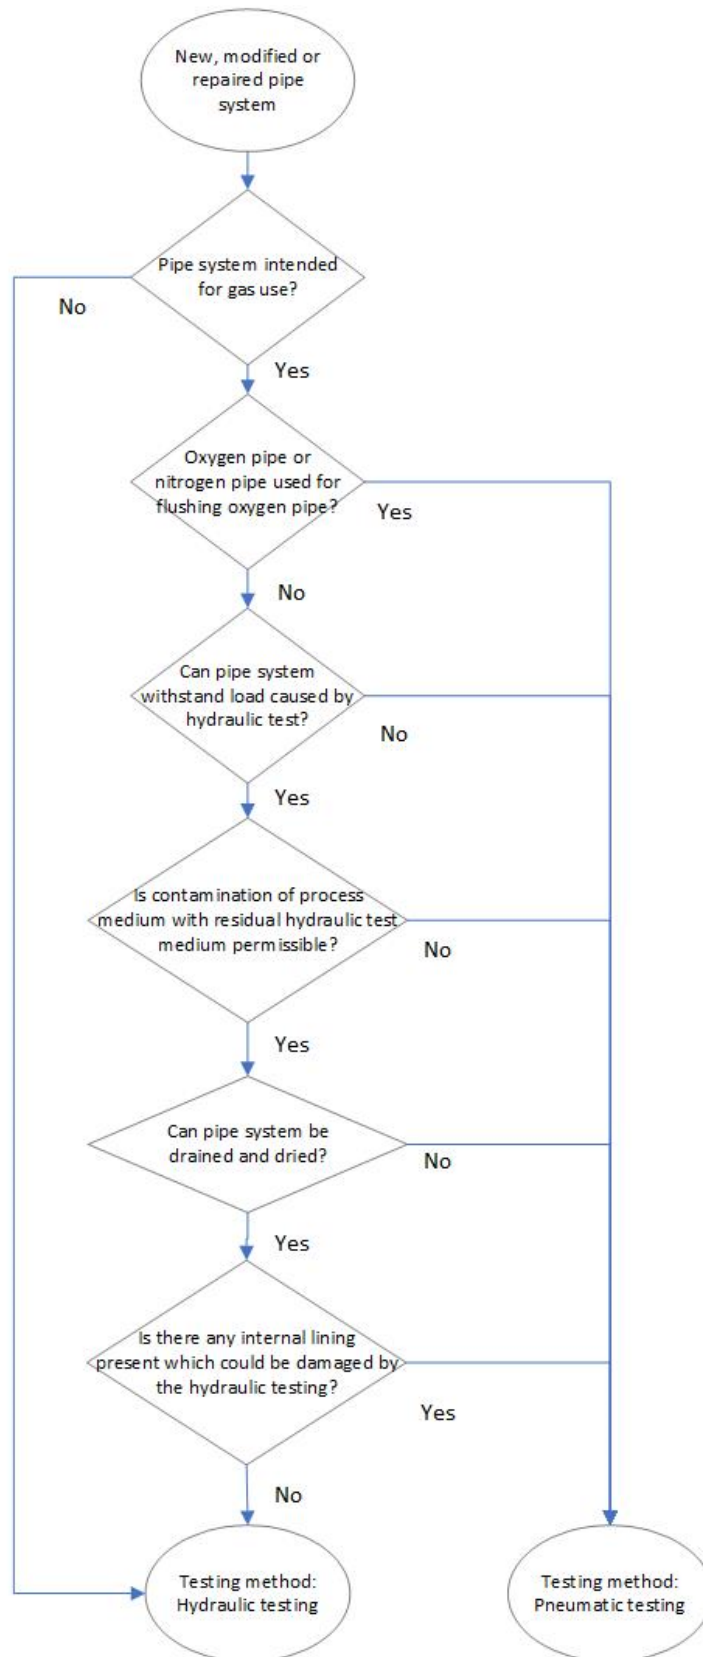 New, modified or
repaired pipe
system
Pipe system intended
for gas use?
No
Yes
Oxygen pipe or
nitrogen pipe used for
flushing oxygen pipe?
Yes
No
Can pipe system
withstand load caused by
hydraulic test?
No
Yes
Is contamination of process
medium with residual hydraulic test
medium permissible?
No
Yes
Can pipe system be
drained and dried?
No
Yes
Is there any internal lining
present which could be damaged by
the hydraulic testing?
Yes
No
Testing method:
Hydraulic testing
Testing method:
Pneumatic testing